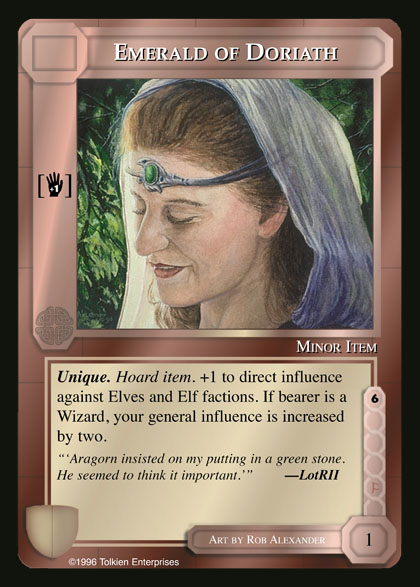 EMERALD OF DORIATH
[+1]
MINOR ITEM
Unique. Hoard item. +1 to direct influence
against Elves and Elf factions. If bearer is a
Wizard, your general influence is increased
by two.
“‘Aragorn insisted on my putting in a green stone.
He seemed to think it important.’” —LotRII
6
ART BY ROB ALEXANDER
1
©1996 Tolkien Enterprises